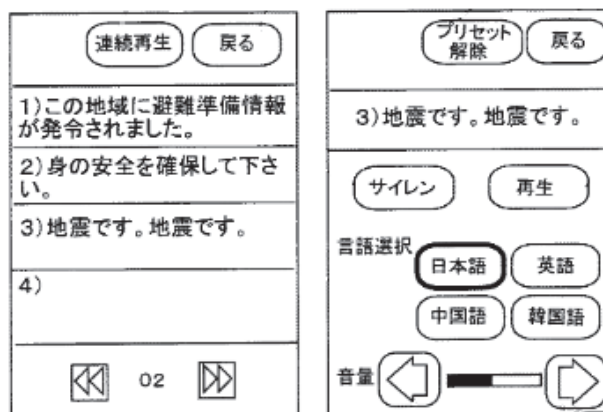 連続再生
戻る
1)この地域に避難準備情報
が発令されました。
2)身の安全を確保して下さ
い。
3)地震です。地震です。
4)
02
プリセット
解除
戻る
3)地震です。地震です。
サイレン
再生
言語選択
日本語
英語
中国語
韓国語
音量